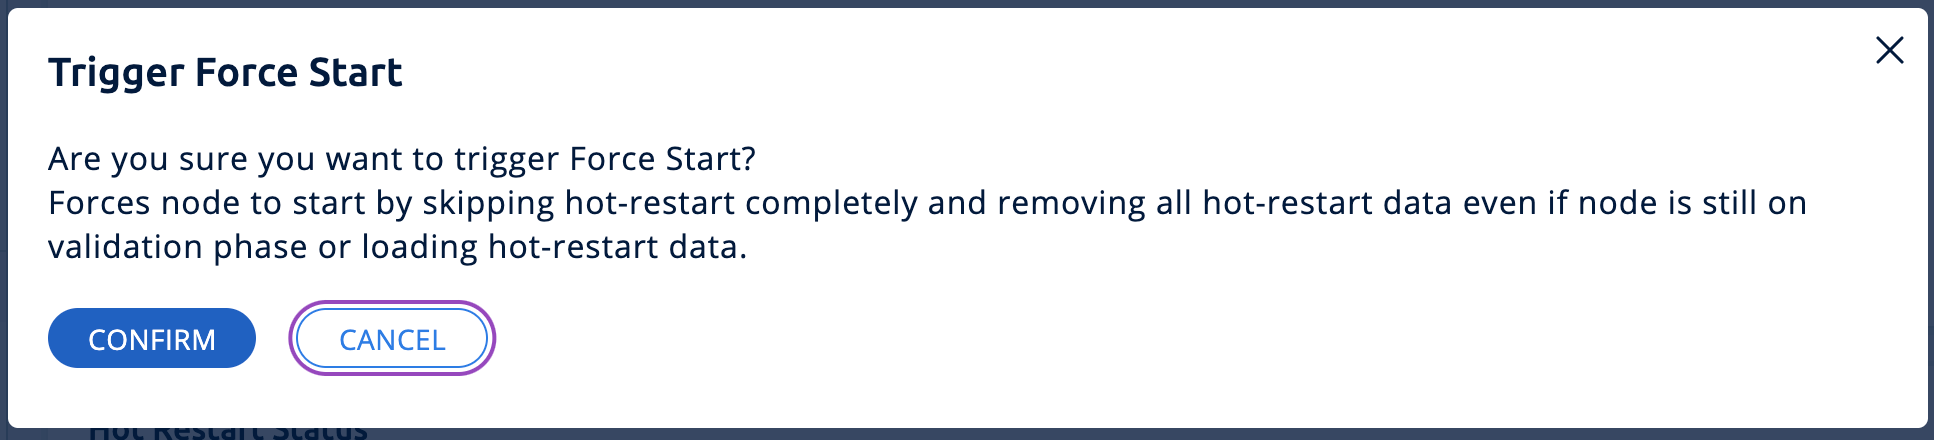 Trigger Force Start
Are you sure you want to trigger Force Start?
Forces node to start by skipping hot-restart completely and removing all hot-restart data even if node is still on
validation phase or loading hot-restart data.
CONFIRM CANCEL
Hot Restart Status